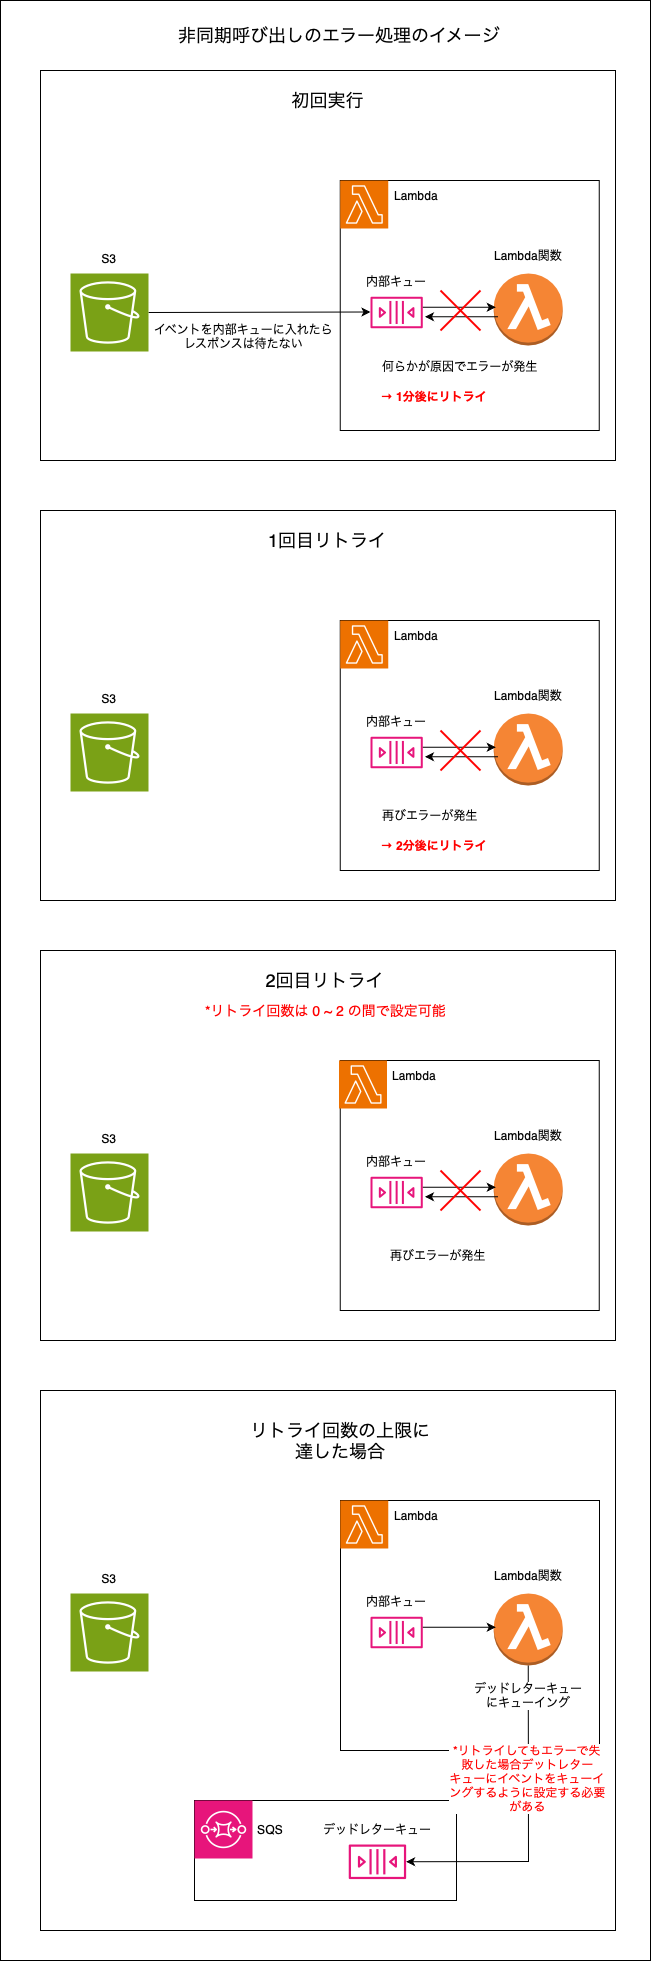 非同期呼び出しのエラー処理のイメージ
初回実行
Lambda
S3
Lambda関数
内部キュー
イベントを内部キューに入れたら
レスポンスは待たない
何らかが原因でエラーが発生
→ 1分後にリトライ
1回目リトライ
Lambda
S3
Lambda関数
内部キュー
再びエラーが発生
→ 2分後にリトライ
2回目リトライ
*リトライ回数は 0 ~ 2 の間で設定可能
Lambda
S3
Lambda関数
内部キュー
再びエラーが発生
リトライ回数の上限に
達した場合
Lambda
S3
Lambda関数
内部キュー
デッドレターキュー
にキューイング
*リトライしてもエラーで失
敗した場合デットレター
キューにイベントをキューイ
ングするように設定する必要
がある
SQS
デッドレターキュー